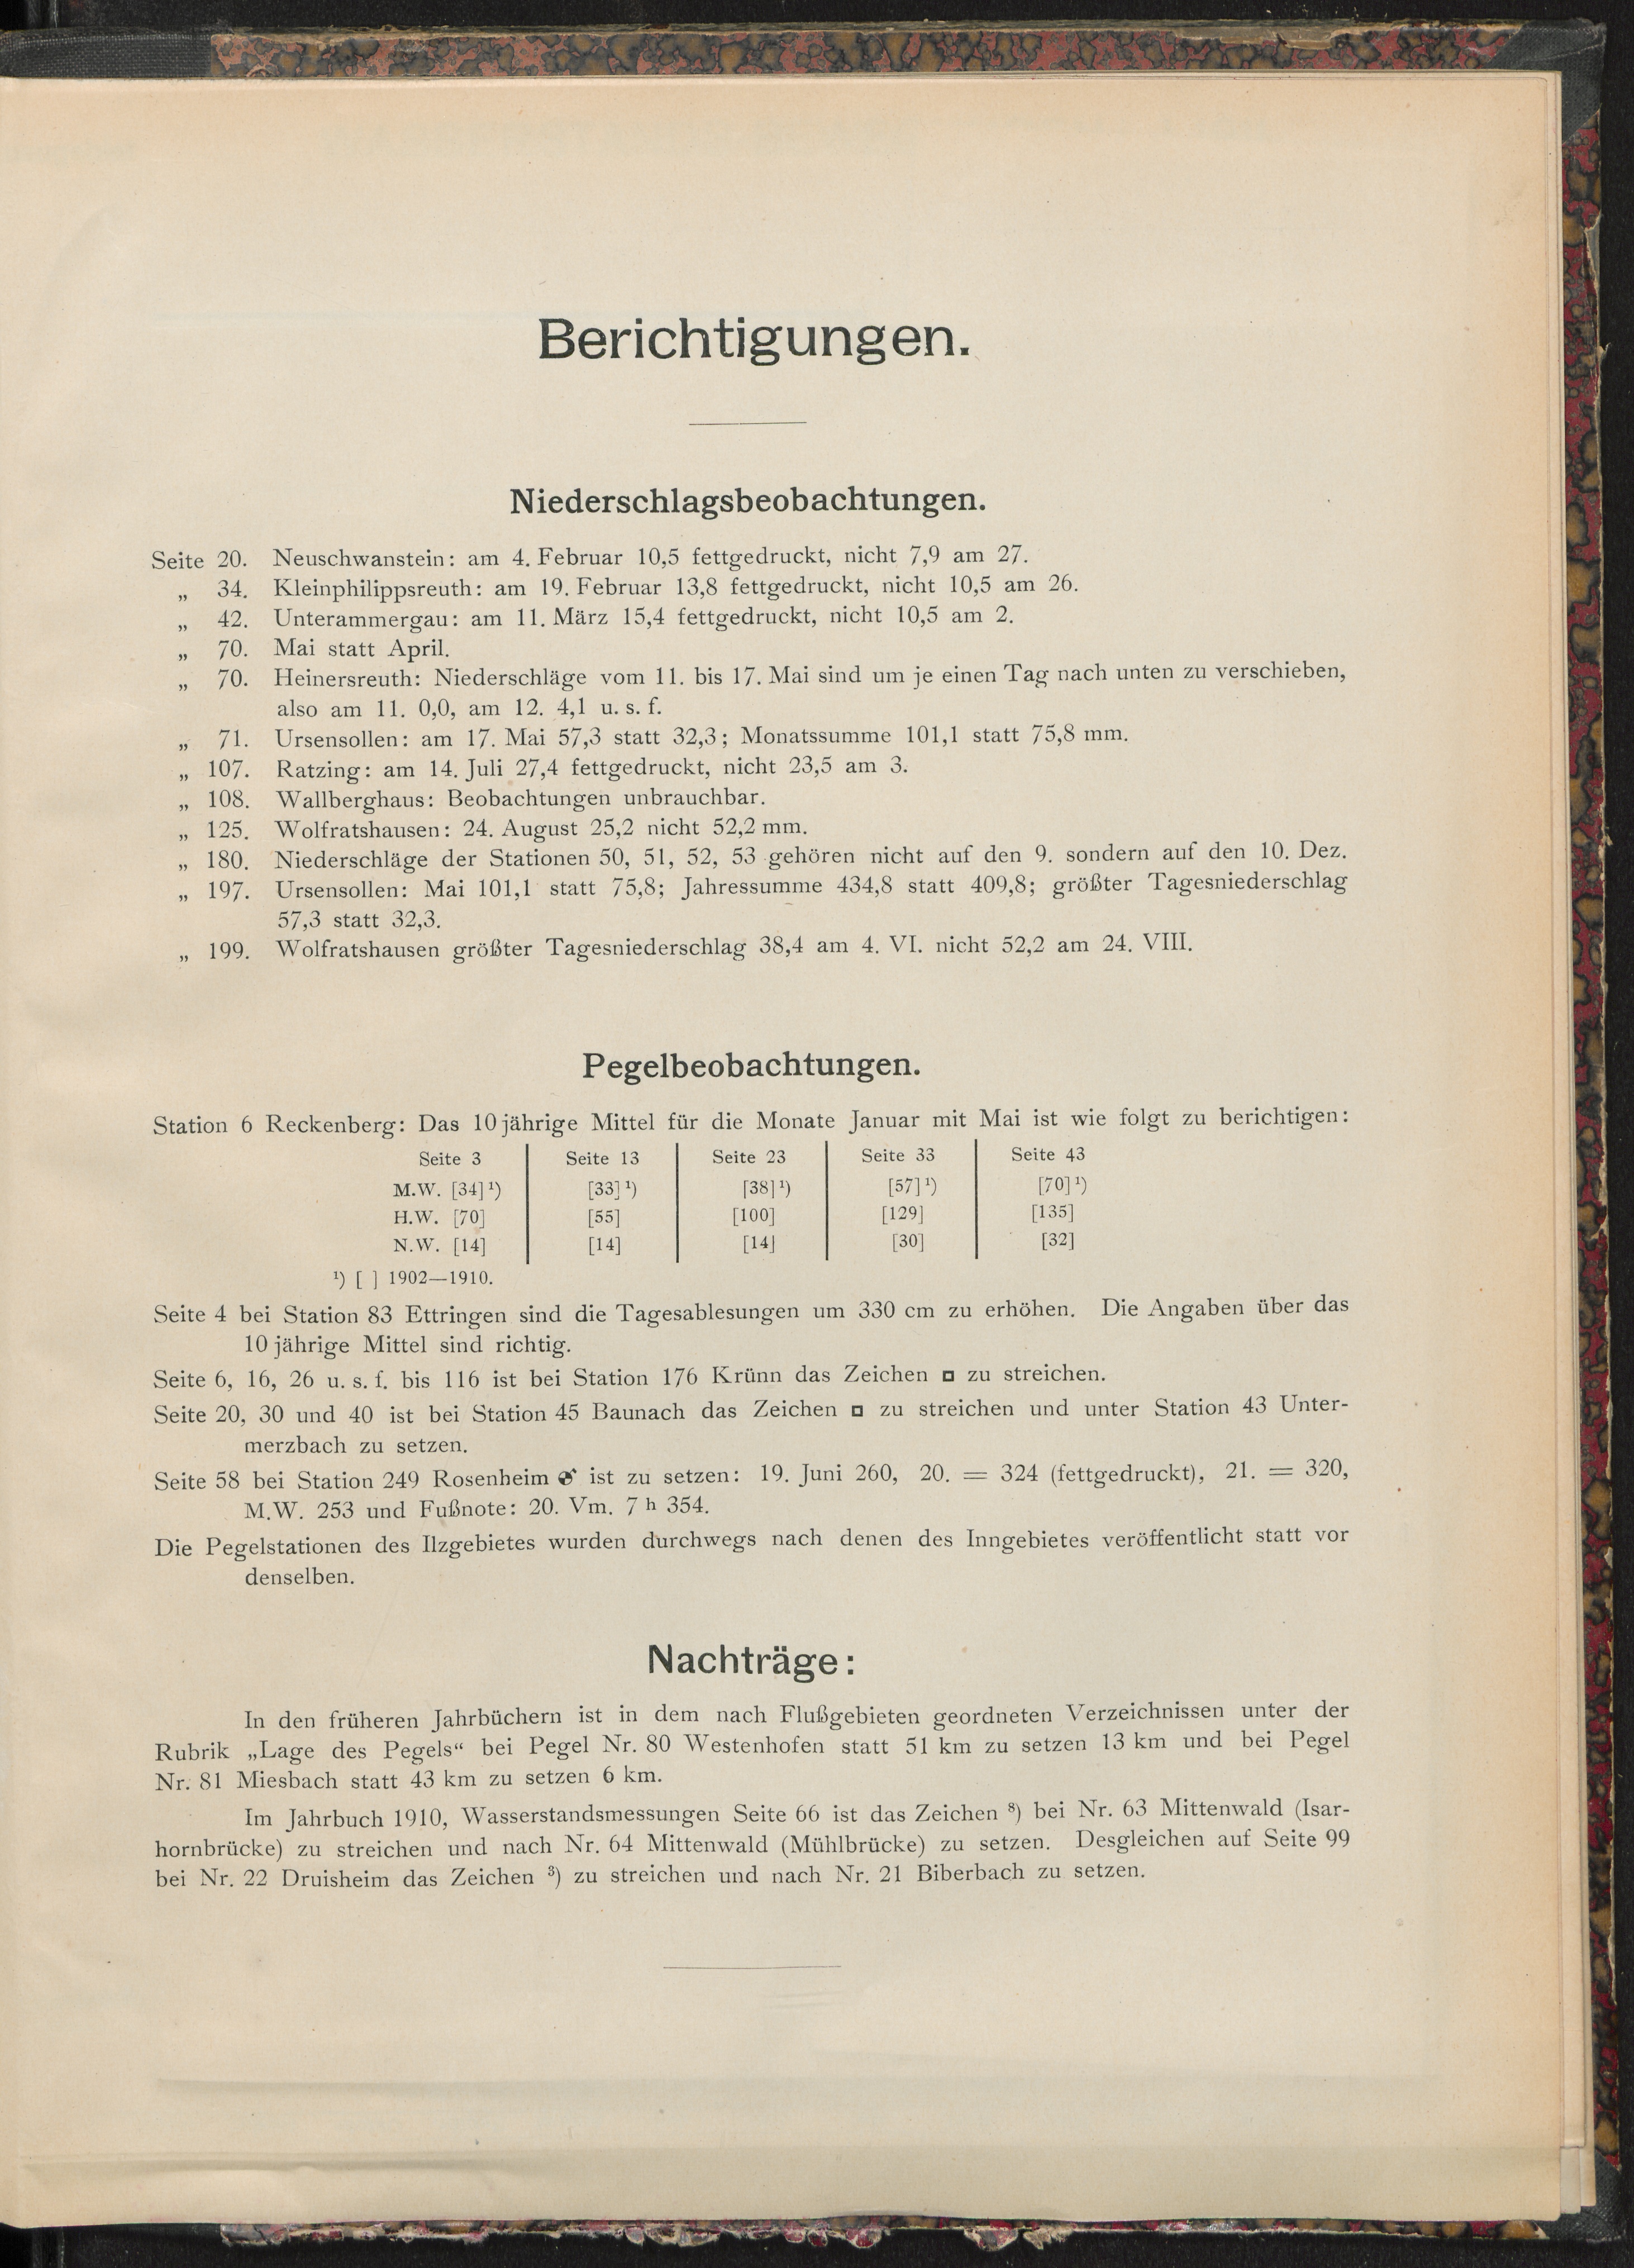 Berichtigungen.
Niederschlagsbeobachtungen.
Seite 20. Neuschwanstein: am 4. Februar 10,5 fettgedruckt, nicht 7,9 am 27.
„ 34. Kleinphilippsreuth: am 19. Februar 13,8 fettgedruckt, nicht 10,5 am 26.
„ 42. Unterammergau: am 11. März 15,4 fettgedruckt, nicht 10,5 am 2.
„ 70. Mai statt April.
„ 70. Heinersreuth: Niederschläge vom 11. bis 17. Mai sind um je einen Tag nach unten zu verschieben,
also am 11. 0,0, am 12. 4,1 u. s. f.
„ 71. Ursensollen: am 17. Mai 57,3 statt 32,3; Monatssumme 101,1 statt 75,8 mm.
„ 107. Ratzing: am 14. Juli 27,4 fettgedruckt, nicht 23,5 am 3.
„ 108. Wallberghaus: Beobachtungen unbrauchbar.
„ 125. Wolfratshausen: 24. August 25,2 nicht 52,2 mm.
„ 180. Niederschläge der Stationen 50, 51, 52, 53 gehören nicht auf den 9. sondern auf den 10. Dez.
„ 197. Ursensollen: Mai 101,1 statt 75,8; Jahressumme 434,8 statt 409,8; größter Tagesniederschlag
57,3 statt 32,3.
„ 199. Wolfratshausen größter Tagesniederschlag 38,4 am 4. VI. nicht 52,2 am 24. VIII.
Pegelbeobachtungen.
Station 6 Reckenberg: Das 10jährige Mittel für die Monate Januar mit Mai ist wie folgt zu berichtigen:
Seite 3 Seite 13 Seite 23 Seite 33 Seite 43
M.W. [34]¹) [33]¹) [38]¹) [57]¹) [70]¹)
H.W. [70] [55] [100] [129] [135]
N.W. [14] [14] [14] [30] [32]
¹) [ ] 1902—1910.
Seite 4 bei Station 83 Ettringen sind die Tagesablesungen um 330 cm zu erhöhen. Die Angaben über das
10jährige Mittel sind richtig.
Seite 6, 16, 26 u. s. f. bis 116 ist bei Station 176 Krünn das Zeichen ◘ zu streichen.
Seite 20, 30 und 40 ist bei Station 45 Baunach das Zeichen ◘ zu streichen und unter Station 43 Unter-
merzbach zu setzen.
Seite 58 bei Station 249 Rosenheim ist zu setzen: 19. Juni 260, 20. = 324 (fettgedruckt), 21. = 320,
M.W. 253 und Fußnote: 20. Vm. 7 h 354.
Die Pegelstationen des Ilzgebietes wurden durchwegs nach denen des Inngebietes veröffentlicht statt vor
denselben.
Nachträge:
In den früheren Jahrbüchern ist in dem nach Flußgebieten geordneten Verzeichnissen unter der
Rubrik „Lage des Pegels“ bei Pegel Nr. 80 Westenhofen statt 51 km zu setzen 13 km und bei Pegel
Nr. 81 Miesbach statt 43 km zu setzen 6 km.
Im Jahrbuch 1910, Wasserstandsmessungen Seite 66 ist das Zeichen ⁸) bei Nr. 63 Mittenwald (Isar-
hornbrücke) zu streichen und nach Nr. 64 Mittenwald (Mühlbrücke) zu setzen. Desgleichen auf Seite 99
bei Nr. 22 Druisheim das Zeichen ³) zu streichen und nach Nr. 21 Biberbach zu setzen.